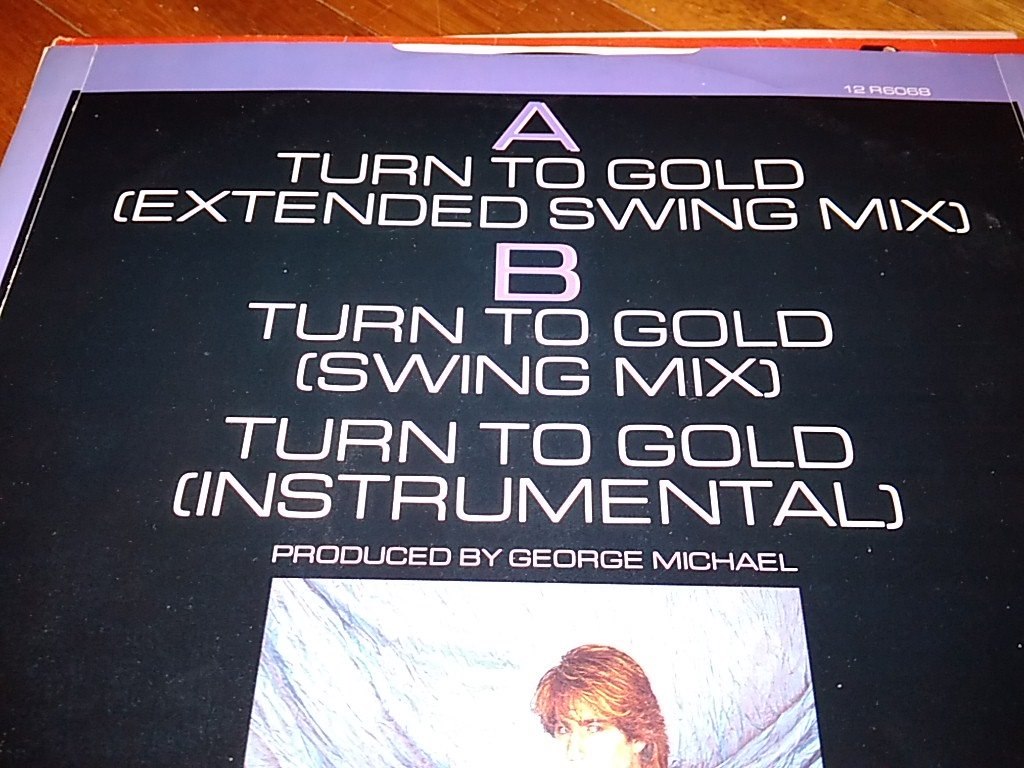 12 R6068
A
TURN TO GOLD
(EXTENDED SWING MIX)
B
TURN TO GOLD
(SWING MIX)
TURN TO GOLD
(INSTRUMENTAL)
PRODUCED BY GEORGE MICHAEL